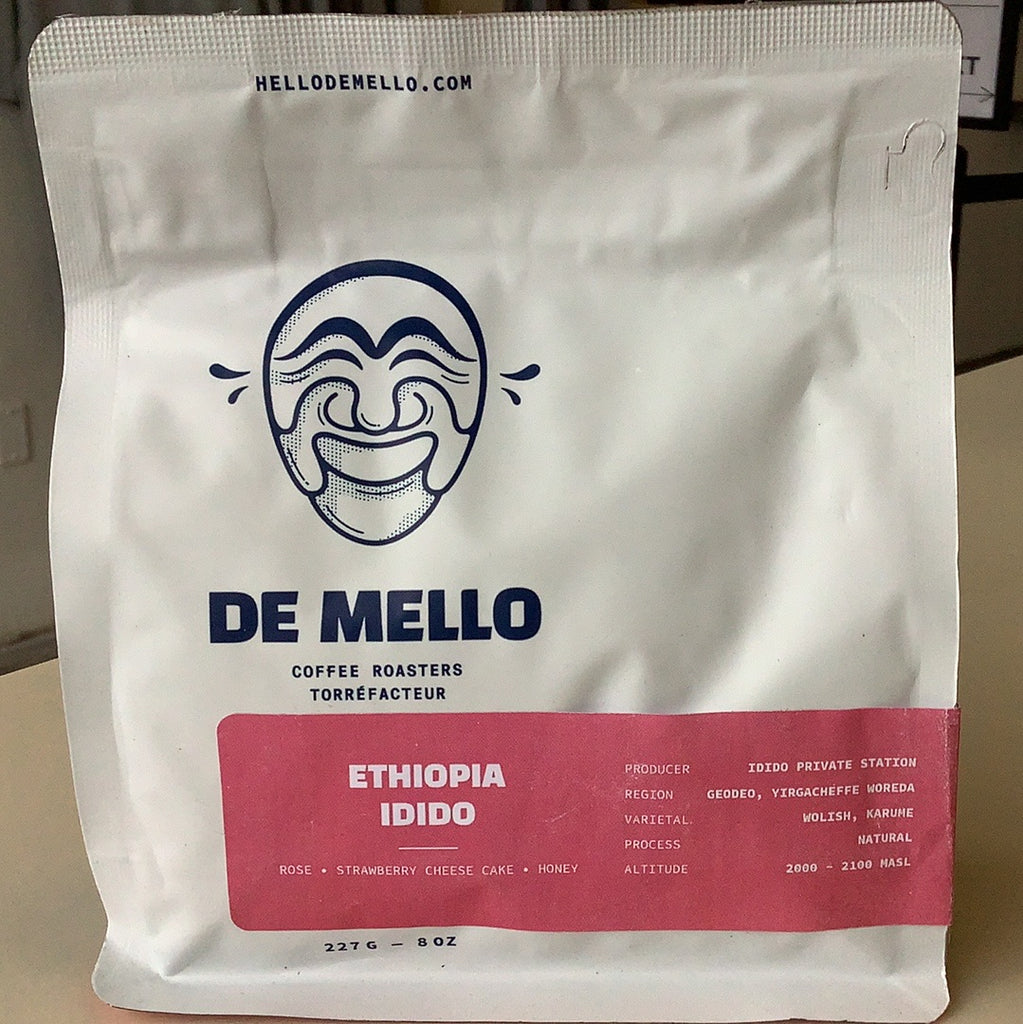 HELLODEMELLO.COM
DE MELLO
COFFEE ROASTERS
TORRÉFACTEUR
ETHIOPIA
IDIDO
ROSE • STRAWBERRY CHEESE CAKE • HONEY
PRODUCER IDIDO PRIVATE STATION
REGION GEODEO, YIRGACHEFFE WOREDA
VARIETAL WOLISH, KARUME
PROCESS NATURAL
ALTITUDE 2000 - 2100 MASL
227G — 8OZ